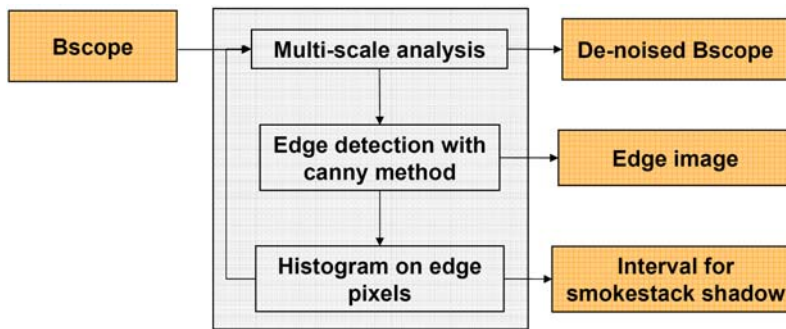 Bscope
Multi-scale analysis
De-noised Bscope
Edge detection with
canny method
Edge image
Histogram on edge
pixels
Interval for
smokestack shadow